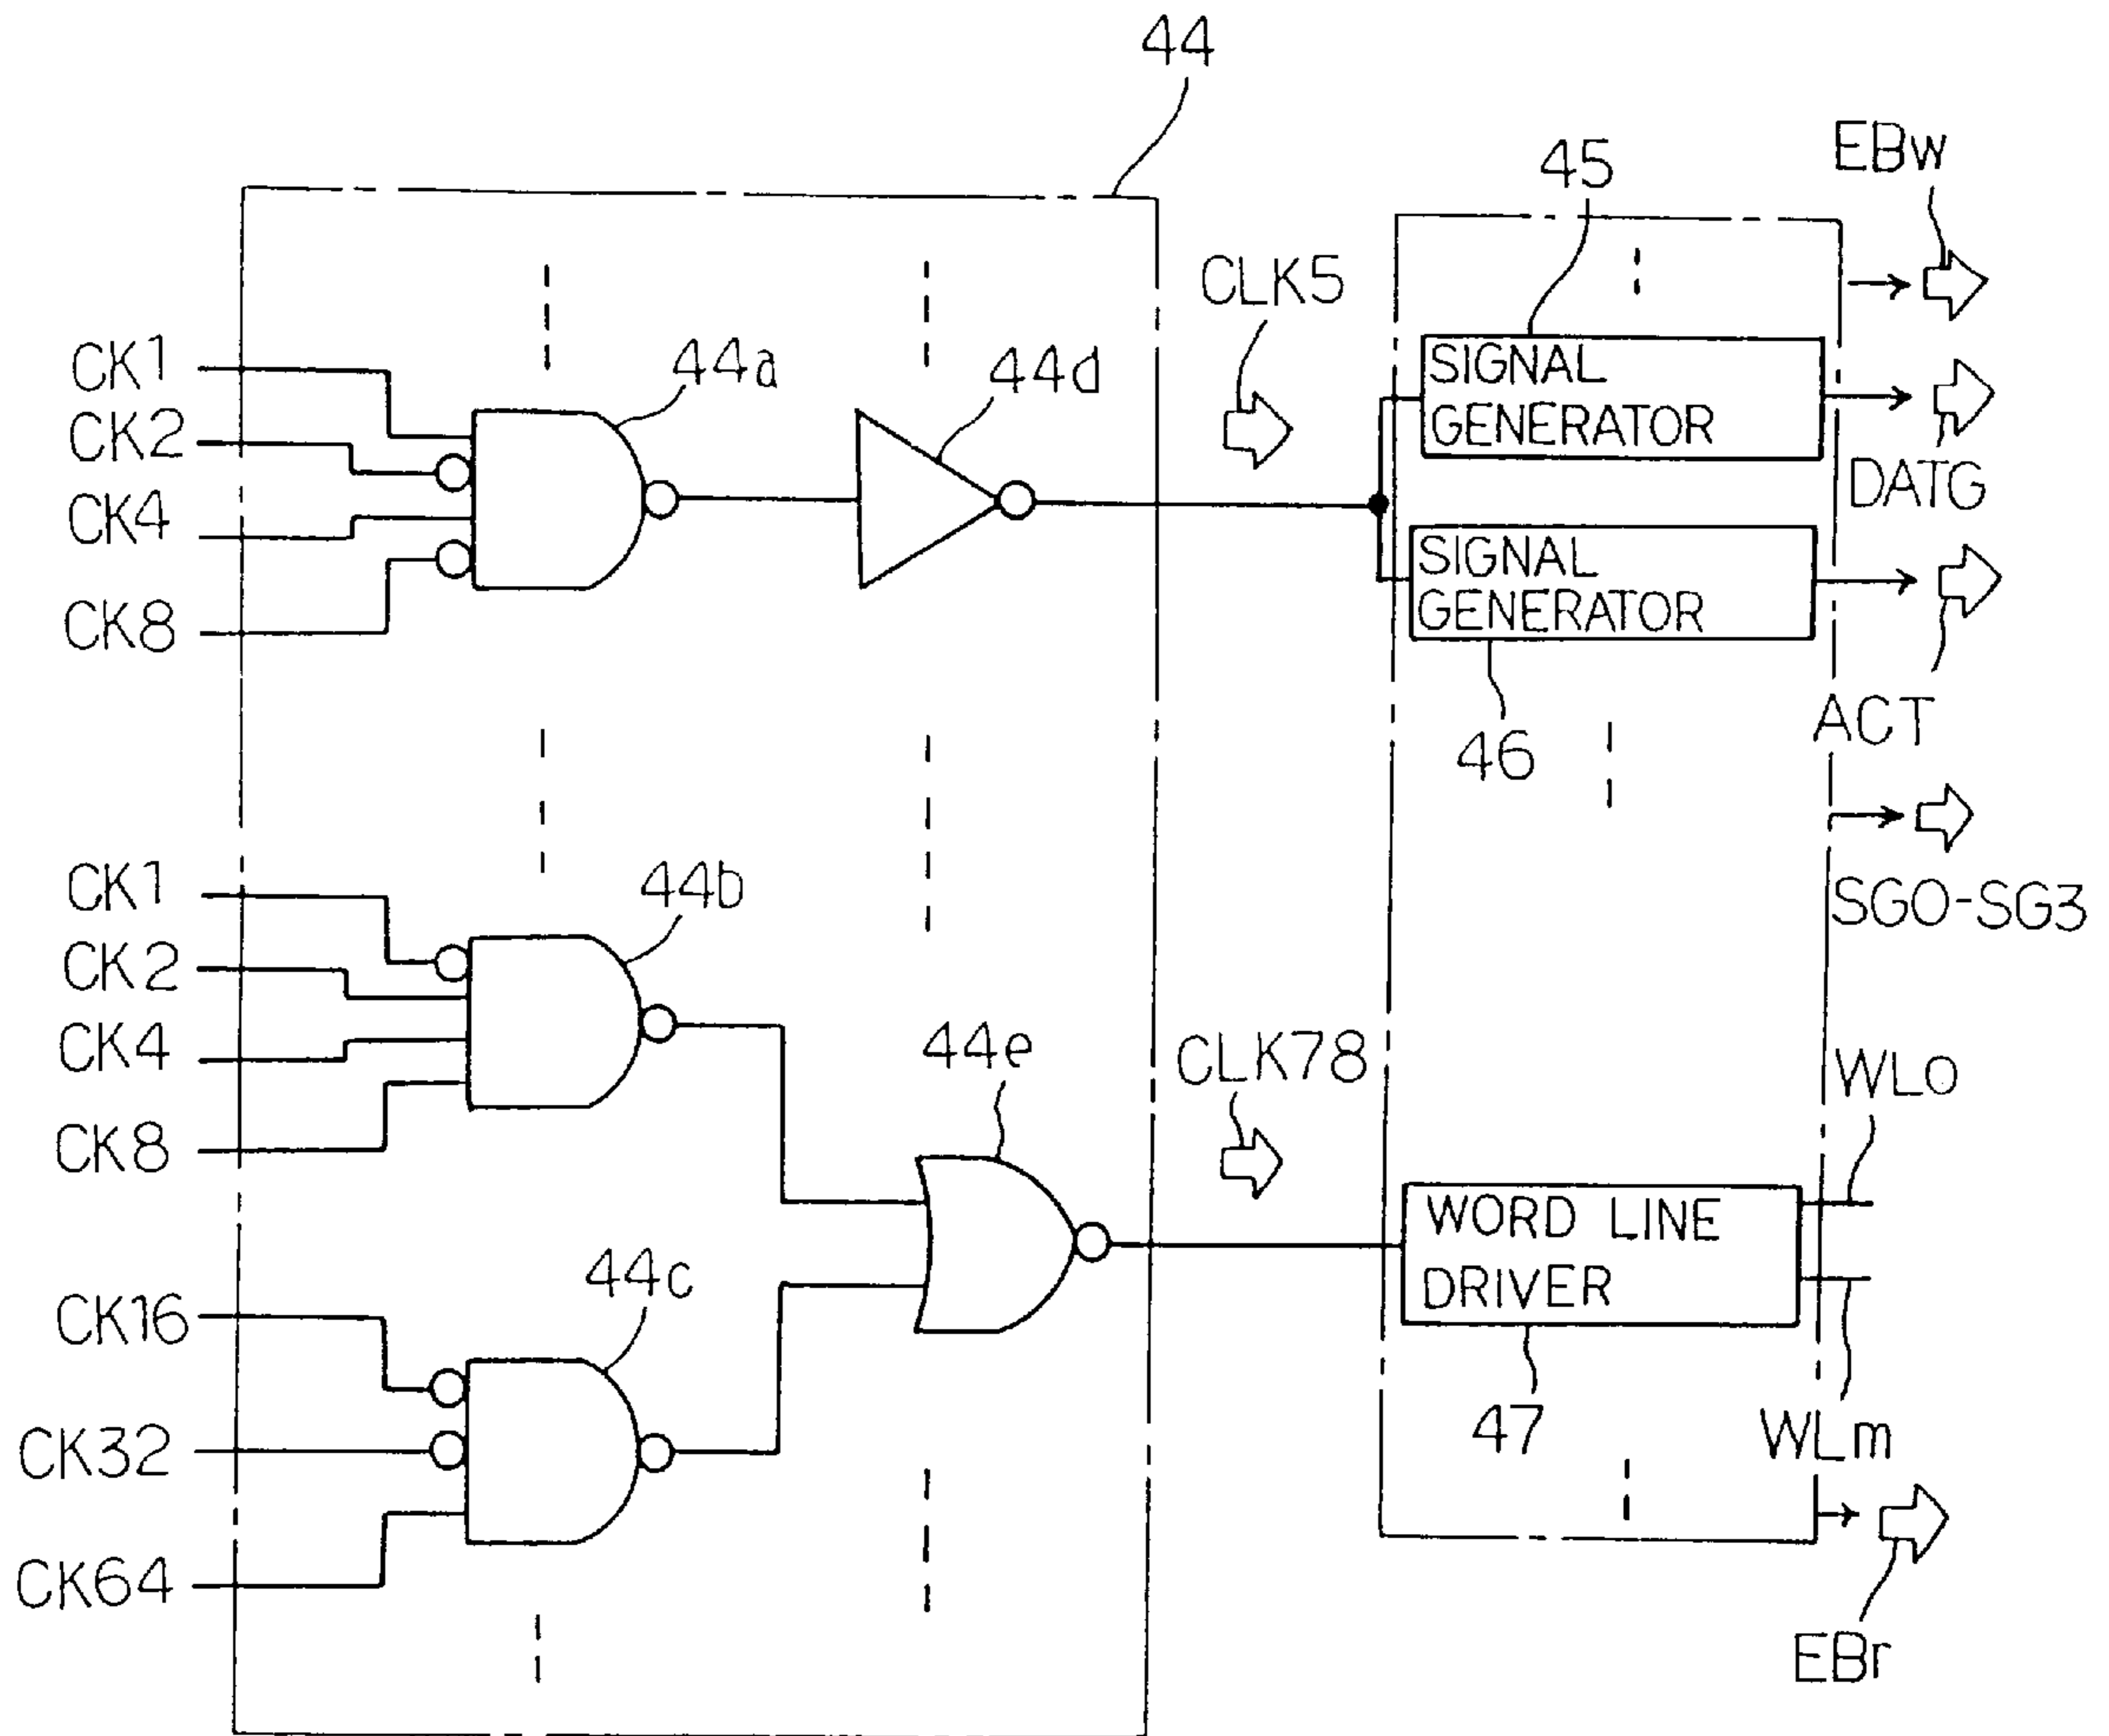 44
45
EBw
CLK5
CK1
44a
44d
SIGNAL
GENERATOR
CK2
DATG
CK4
SIGNAL
GENERATOR
CK8
ACT
46
CK1
44b
SG0-SG3
CK2
CK4
44e
CLK78
WLo
CK8
WORD LINE
DRIVER
44c
CK16
47
WLm
CK32
CK64
EBr